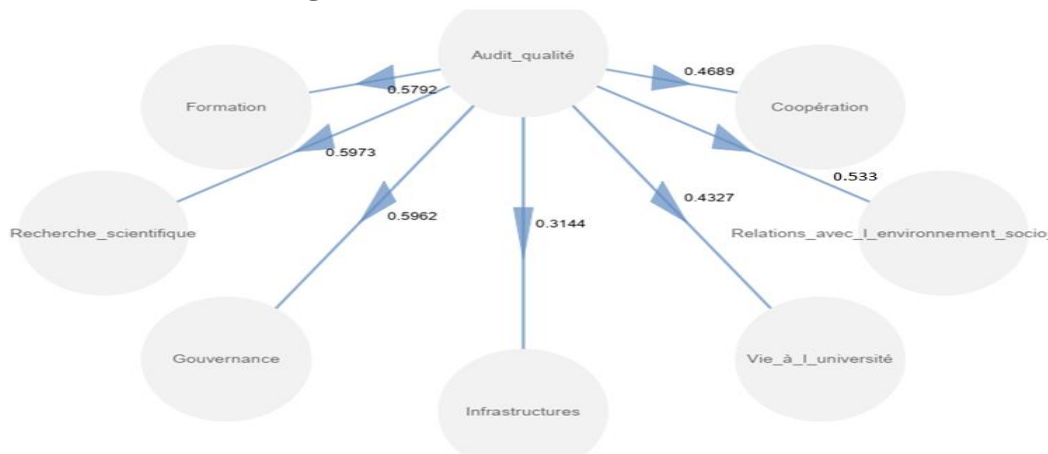 Audit_qualité
0.4689
0.5792
Formation
Coopération
0.5973
0.533
0.5962
0.3144
0.4327
Recherche_scientifique
Relations_avec_l_environnement_socio_
Gouvernance
Vie_à_l_université
Infrastructures